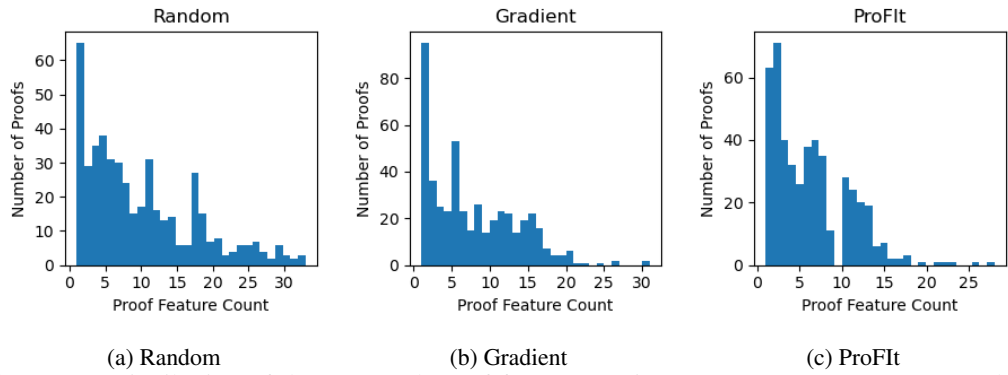 Random
Gradient
ProFIt
Number of Proofs
60
50
40
30
20
10
0
0 5 10 15 20 25 30
Proof Feature Count
Number of Proofs
80
60
40
20
0
0 5 10 15 20 25 30
Proof Feature Count
Number of Proofs
60
40
20
0
0 5 10 15 20 25
Proof Feature Count
(a) Random
(b) Gradient
(c) ProFIt